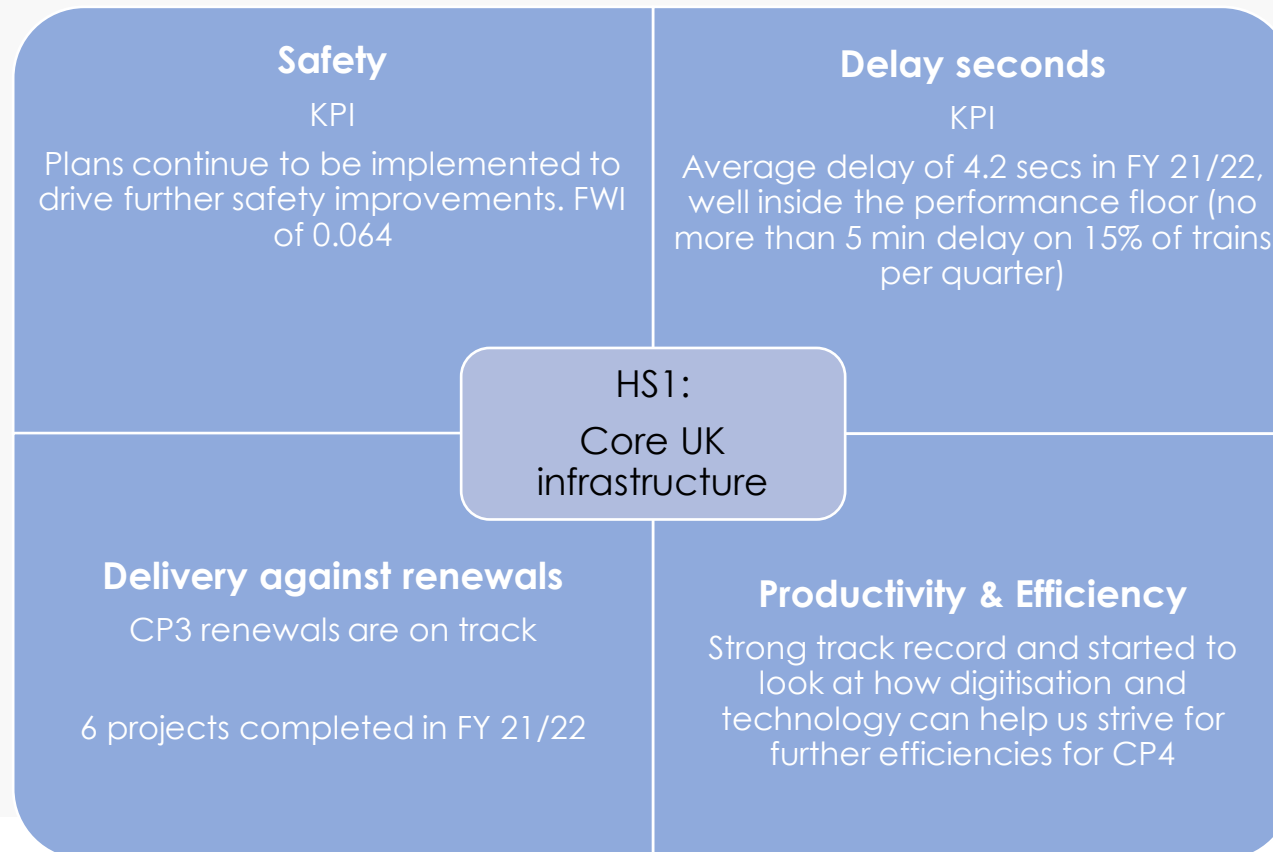 Safety
KPI
Plans continue to be implemented to
drive further safety improvements. FWI
of 0.064
Delay seconds
KPI
Average delay of 4.2 secs in FY 21/22,
well inside the performance floor (no
more than 5 min delay on 15% of trains
per quarter)
HS1:
Core UK
infrastructure
Delivery against renewals
CP3 renewals are on track
6 projects completed in FY 21/22
Productivity & Efficiency
Strong track record and started to
look at how digitisation and
technology can help us strive for
further efficiencies for CP4